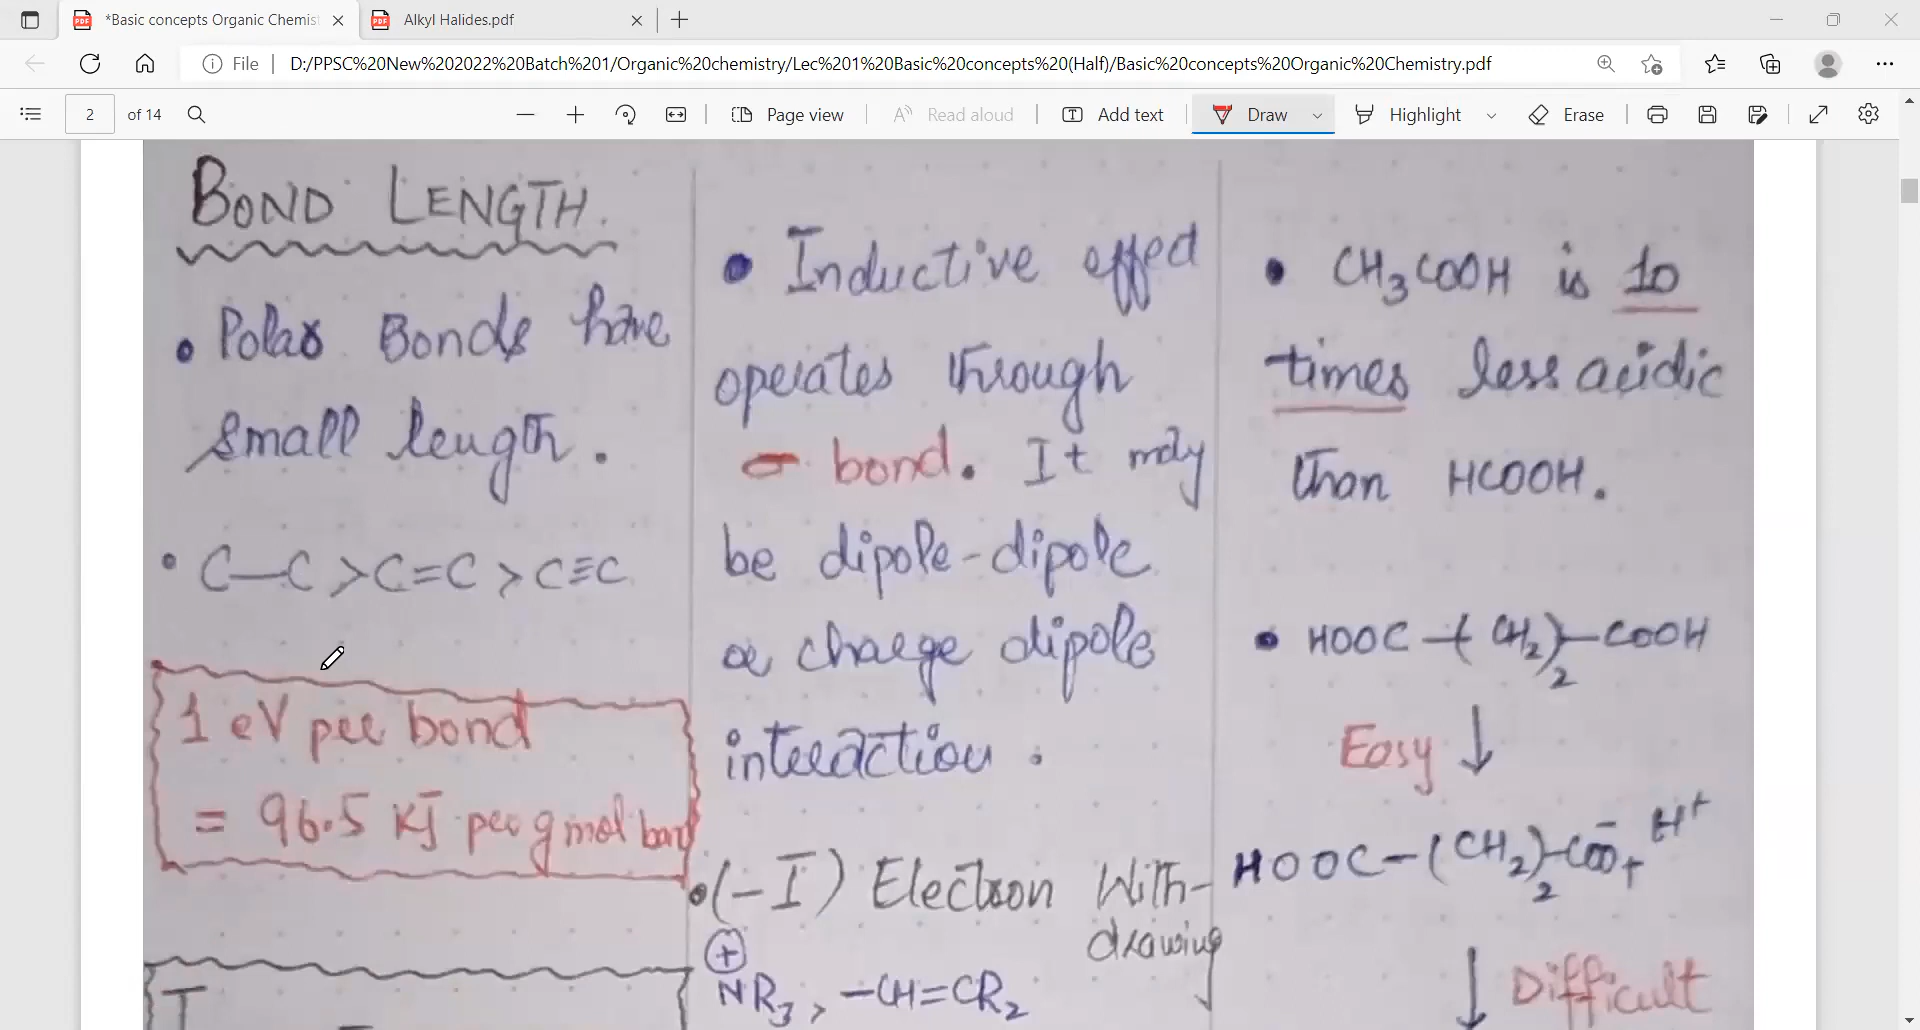 *Basic concepts Organic Chemist
Alkyl Halides.pdf
File
D:/PPSC%20New%202022%20Batch%201/Organic%20chemistry/Lec%201%20Basic%20concepts%20(Half)/Basic%20concepts%20Organic%20Chemistry.pdf
2 of 14
Page view
Read aloud
Add text
Draw
Highlight
Erase
BOND LENGTH.
• Polar Bonds have
small length.
• C—C > C=C > C≡C
1 eV per bond
= 96.5 KJ per g mol bond
• Inductive effect
operates through
σ bond. It may
be dipole-dipole
or charge dipole
interaction.
• (-I) Electron With-
drawing
⊕
NR₃, —CH=CR₂
• CH₃COOH is 10
times less acidic
than HCOOH.
• HOOC—(CH₂)₂—COOH
Easy ↓
HOOC—(CH₂)₂—COO⁻ + H⁺
↓ Difficult